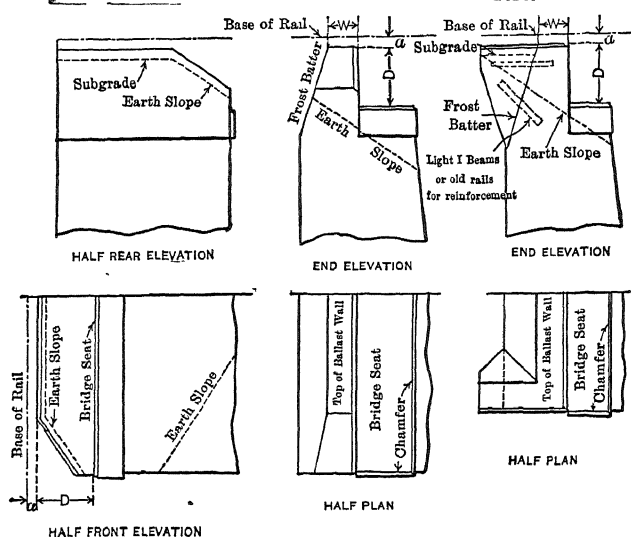 Base of Rail
W
a
D
Subgrade
Earth Slope
HALF REAR ELEVATION
Frost Batter
Earth
Slope
END ELEVATION
Base of Rail
W
a
Subgrade
D
Frost
Batter
Light I Beams
or old rails
for reinforcement
Earth Slope
END ELEVATION
Base of Rail
Earth Slope
Bridge Seat
Earth Slope
a
D
HALF FRONT ELEVATION
Top of Ballast Wall
Bridge Seat
Chamfer
HALF PLAN
Top of Ballast Wall
Bridge Seat
Chamfer
HALF PLAN